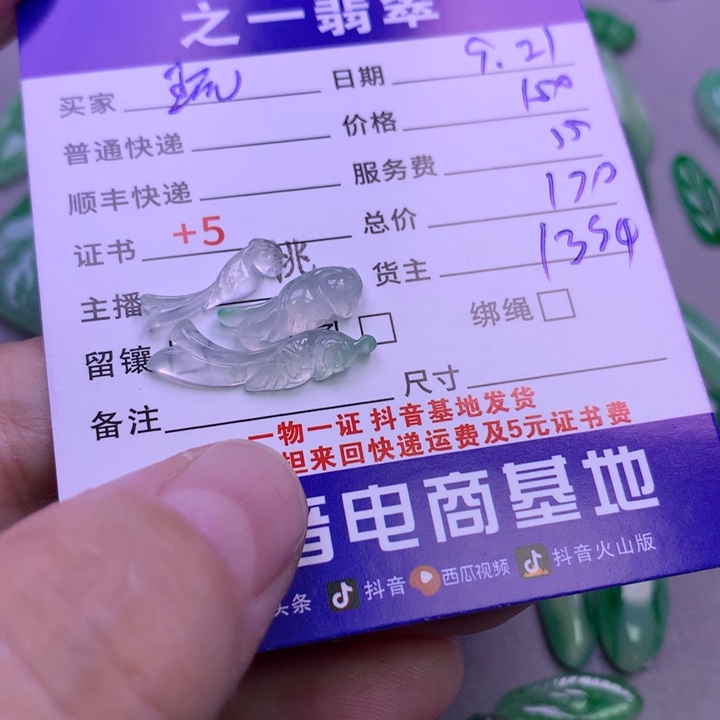 之一翡翠
买家 日期 9.21
普通快递 价格 150
顺丰快递 服务费 15
证书 +5 总价 170
主播 货主 1354
留镶 孔 绑绳
备注 尺寸
一物一证 抖音基地发货
担来回快递运费及5元证书费
音电商基地
头条 抖音 西瓜视频 抖音火山版